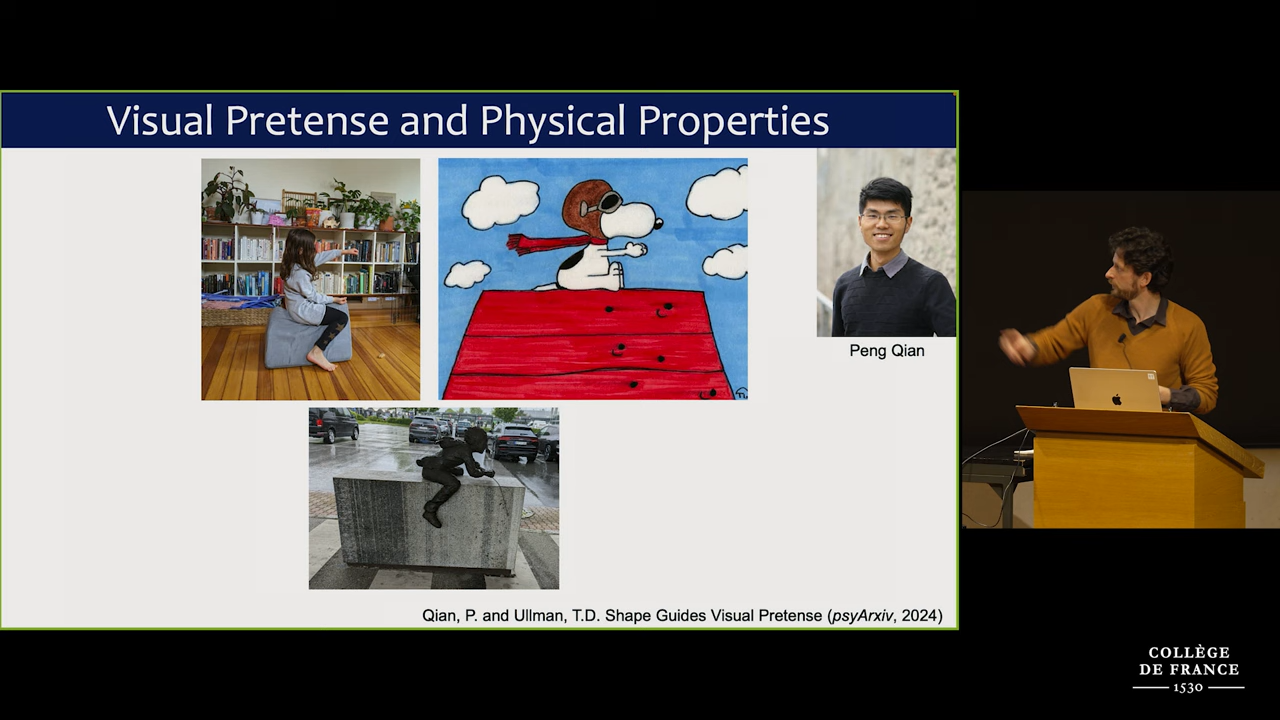 Visual Pretense and Physical Properties
Peng Qian
Qian, P. and Ullman, T.D. Shape Guides Visual Pretense (psyArxiv, 2024)
COLLÈGE
DE FRANCE
1530